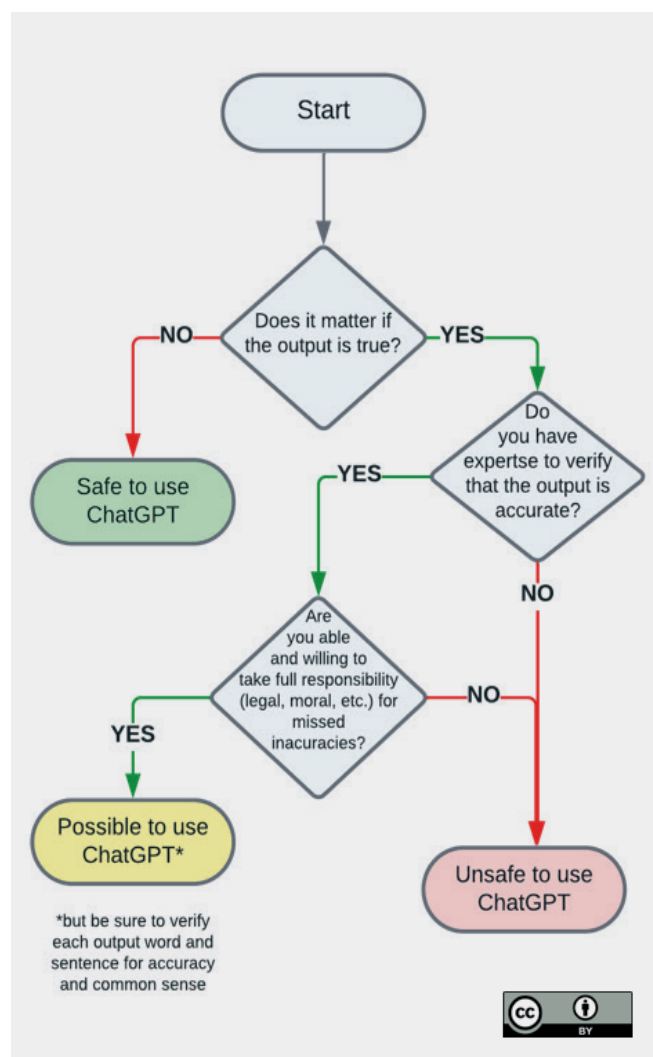 Start
Does it matter if
the output is true?
NO
YES
Safe to use
ChatGPT
Do
you have
expertse to verify
that the output is
accurate?
YES
NO
Are
you able
and willing to
take full responsibility
(legal, moral, etc.) for
missed
inacuracies?
YES
NO
Possible to use
ChatGPT*
Unsafe to use
ChatGPT
*but be sure to verify
each output word and
sentence for accuracy
and common sense
cc
BY